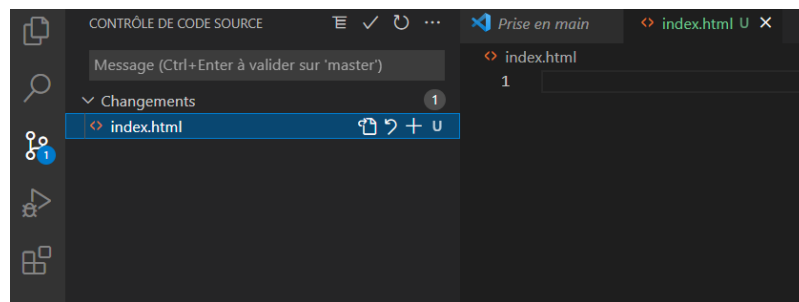 CONTRÔLE DE CODE SOURCE
Message (Ctrl+Enter à valider sur 'master')
Changements 1
index.html U
1
Prise en main
index.html U
index.html
1